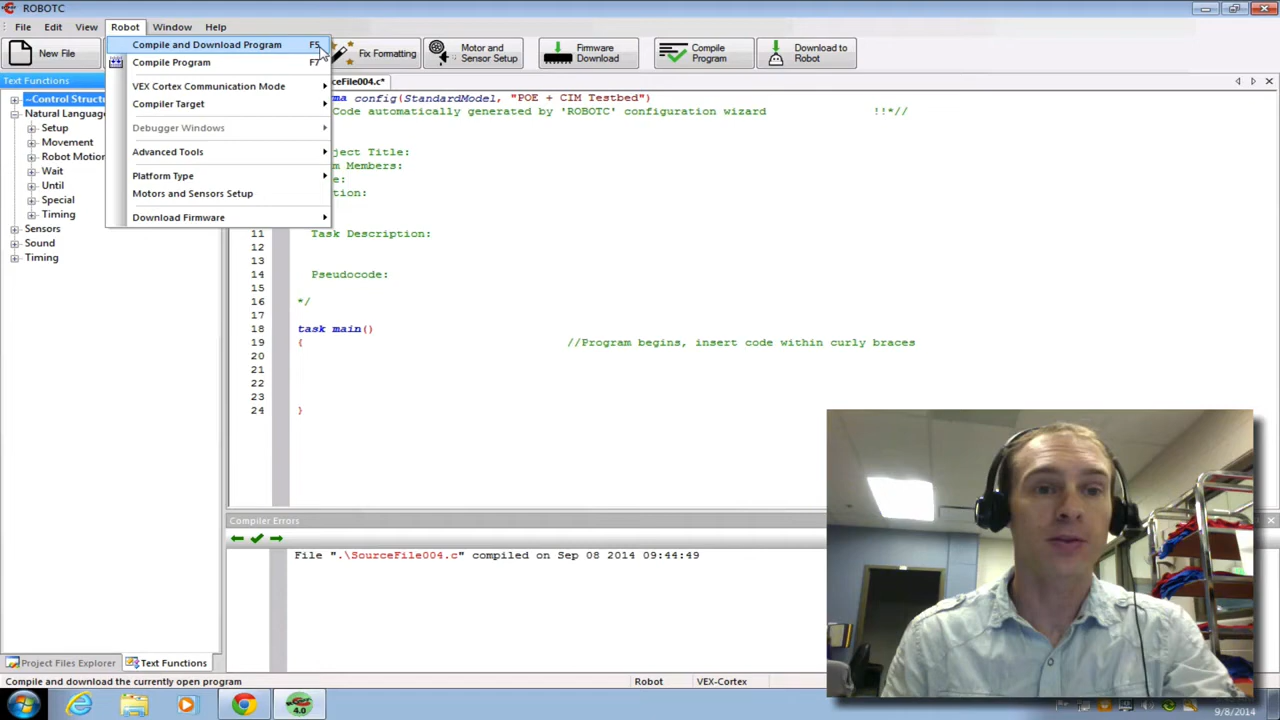 ROBOTC
File Edit View Robot Window Help
New File
Fix Formatting
Motor and
Sensor Setup
Firmware
Download
Compile
Program
Download to
Robot
Compile and Download Program F5
Compile Program F7
VEX Cortex Communication Mode
Compiler Target
Debugger Windows
Advanced Tools
Platform Type
Motors and Sensors Setup
Download Firmware
Text Functions
~Control Struct
Natural Language
Setup
Movement
Robot Motion
Wait
Until
Special
Timing
Sensors
Sound
Timing
ceFile004.c*
ma config(StandardModel, "POE + CIM Testbed")
Code automatically generated by 'ROBOTC' configuration wizard !!*//
ject Title:
m Members:
e:
tion:
11 Task Description:
12
13
14 Pseudocode:
15
16 */
17
18 task main()
19 { //Program begins, insert code within curly braces
20
21
22
23
24 }
Compiler Errors
File ".\SourceFile004.c" compiled on Sep 08 2014 09:44:49
Project Files Explorer Text Functions
Compile and download the currently open program Robot VEX-Cortex
4.0
9/8/2014